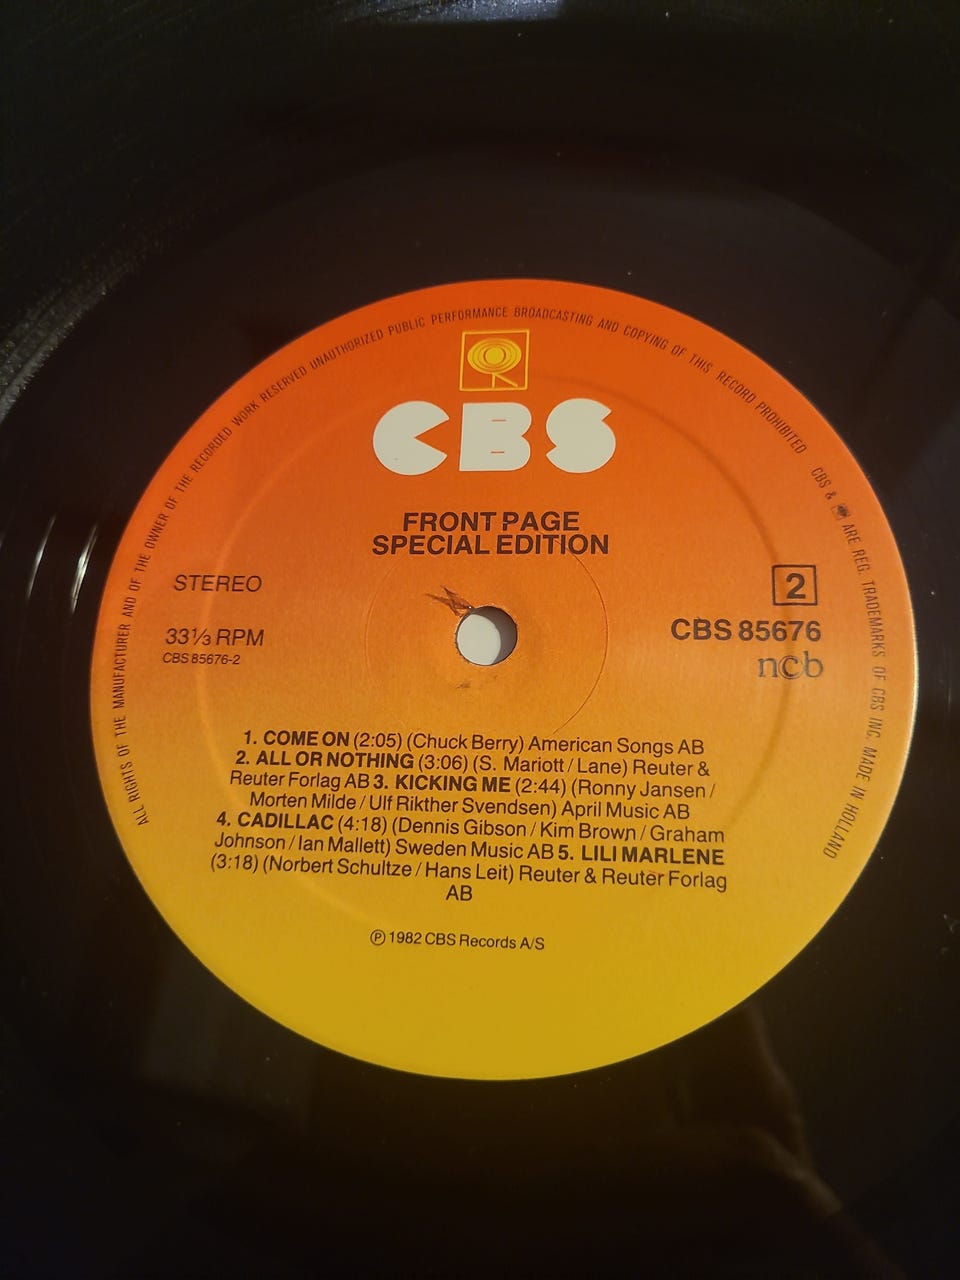 ALL RIGHTS OF THE MANUFACTURER AND OF THE OWNER OF THE RECORDED WORK RESERVED UNAUTHORIZED PUBLIC PERFORMANCE BROADCASTING AND COPYING OF THIS RECORD PROHIBITED CBS & ARE REG. TRADEMARKS OF CBS INC. MADE IN HOLLAND
CBS
FRONT PAGE
SPECIAL EDITION
STEREO
2
33⅓ RPM
CBS 85676-2
CBS 85676
ncb
1. COME ON (2:05) (Chuck Berry) American Songs AB
2. ALL OR NOTHING (3:06) (S. Mariott / Lane) Reuter &
Reuter Forlag AB 3. KICKING ME (2:44) (Ronny Jansen /
Morten Milde / Ulf Rikther Svendsen) April Music AB
4. CADILLAC (4:18) (Dennis Gibson / Kim Brown / Graham
Johnson / Ian Mallett) Sweden Music AB 5. LILI MARLENE
(3:18) (Norbert Schultze / Hans Leit) Reuter & Reuter Forlag
AB
℗ 1982 CBS Records A/S